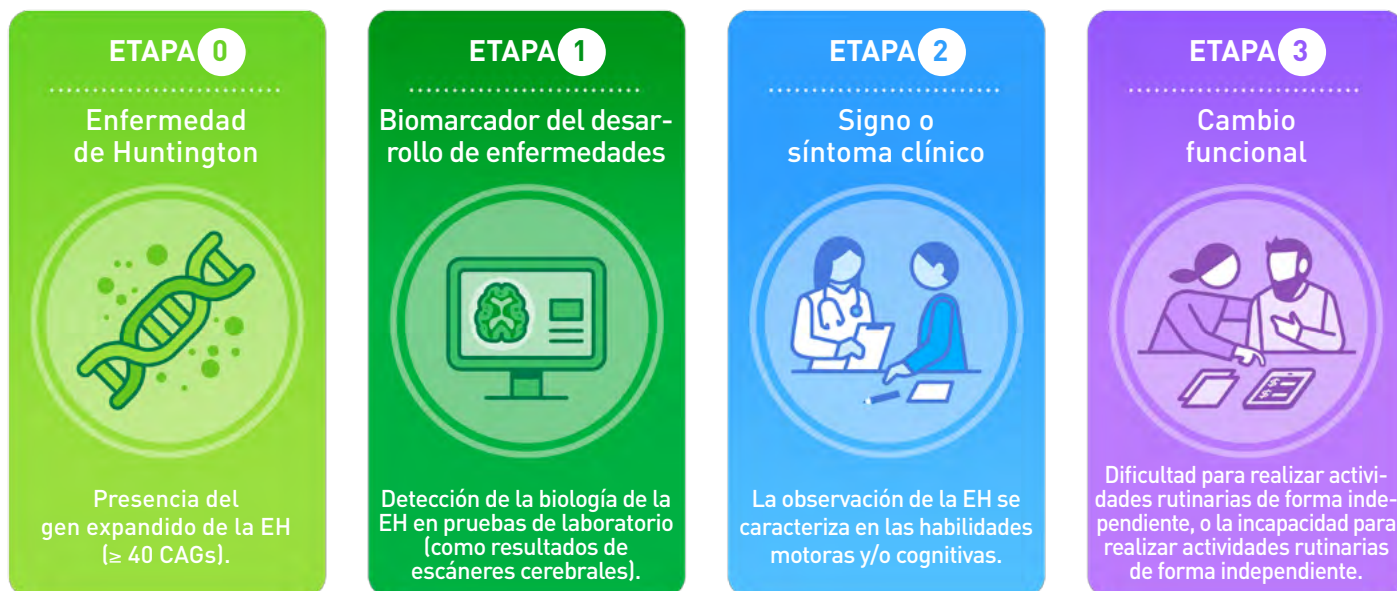 ETAPA 0
Enfermedad
de Huntington
Presencia del
gen expandido de la EH
(≥ 40 CAGs).
ETAPA 1
Biomarcador del desar-
rollo de enfermedades
Detección de la biología de la
EH en pruebas de laboratorio
(como resultados de
escáneres cerebrales).
ETAPA 2
Signo o
síntoma clínico
La observación de la EH se
caracteriza en las habilidades
motoras y/o cognitivas.
ETAPA 3
Cambio
funcional
$
$
Dificultad para realizar activi-
dades rutinarias de forma inde-
pendiente, o la incapacidad para
realizar actividades rutinarias
de forma independiente.